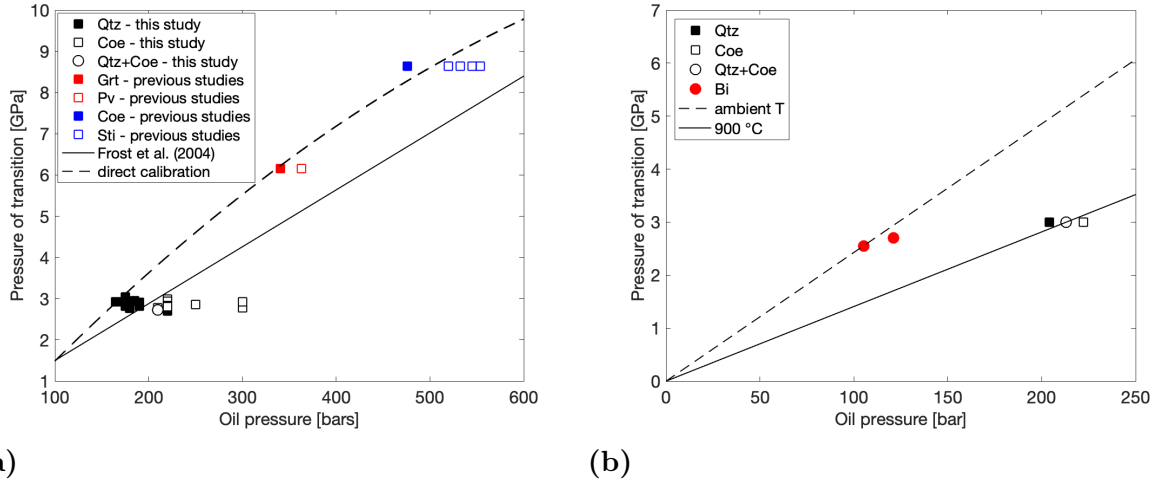 10
9
8
7
6
5
4
3
2
1
Pressure of transition [GPa]
Qtz - this study
Coe - this study
Qtz+Coe - this study
Grt - previous studies
Pv - previous studies
Coe - previous studies
Sti - previous studies
Frost et al. (2004)
direct calibration
100 200 300 400 500 600
Oil pressure [bars]
7
6
5
4
3
2
1
0
Pressure of transition [GPa]
Qtz
Coe
Qtz+Coe
Bi
ambient T
900 °C
0 50 100 150 200 250
Oil pressure [bar]
)
(b)